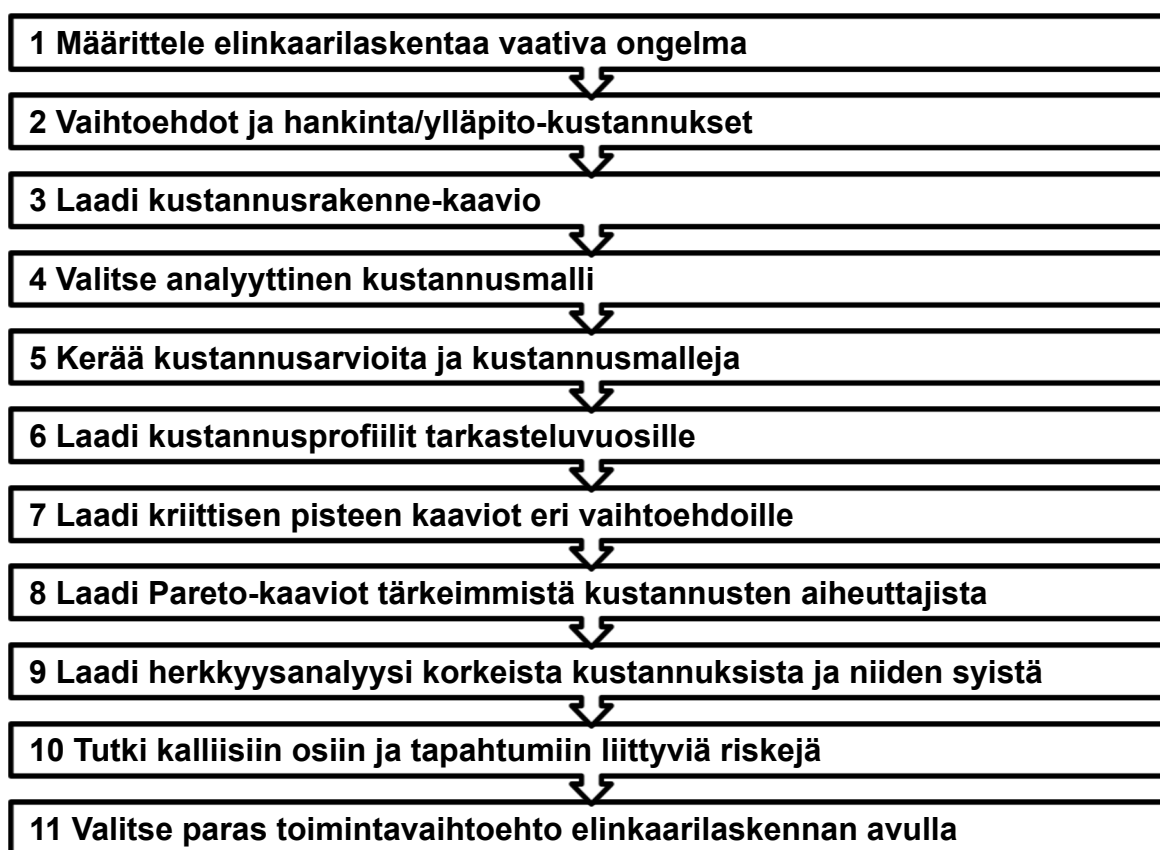 1 Määrittele elinkaarilaskentaa vaativa ongelma
2 Vaihtoehdot ja hankinta/ylläpito-kustannukset
3 Laadi kustannusrakenne-kaavio
4 Valitse analyyttinen kustannusmalli
5 Kerää kustannusarvioita ja kustannusmalleja
6 Laadi kustannusprofiilit tarkasteluvuosille
7 Laadi kriittisen pisteen kaaviot eri vaihtoehdoille
8 Laadi Pareto-kaaviot tärkeimmistä kustannusten aiheuttajista
9 Laadi herkkyysanalyysi korkeista kustannuksista ja niiden syistä
10 Tutki kalliisiin osiin ja tapahtumiin liittyviä riskejä
11 Valitse paras toimintavaihtoehto elinkaarilaskennan avulla